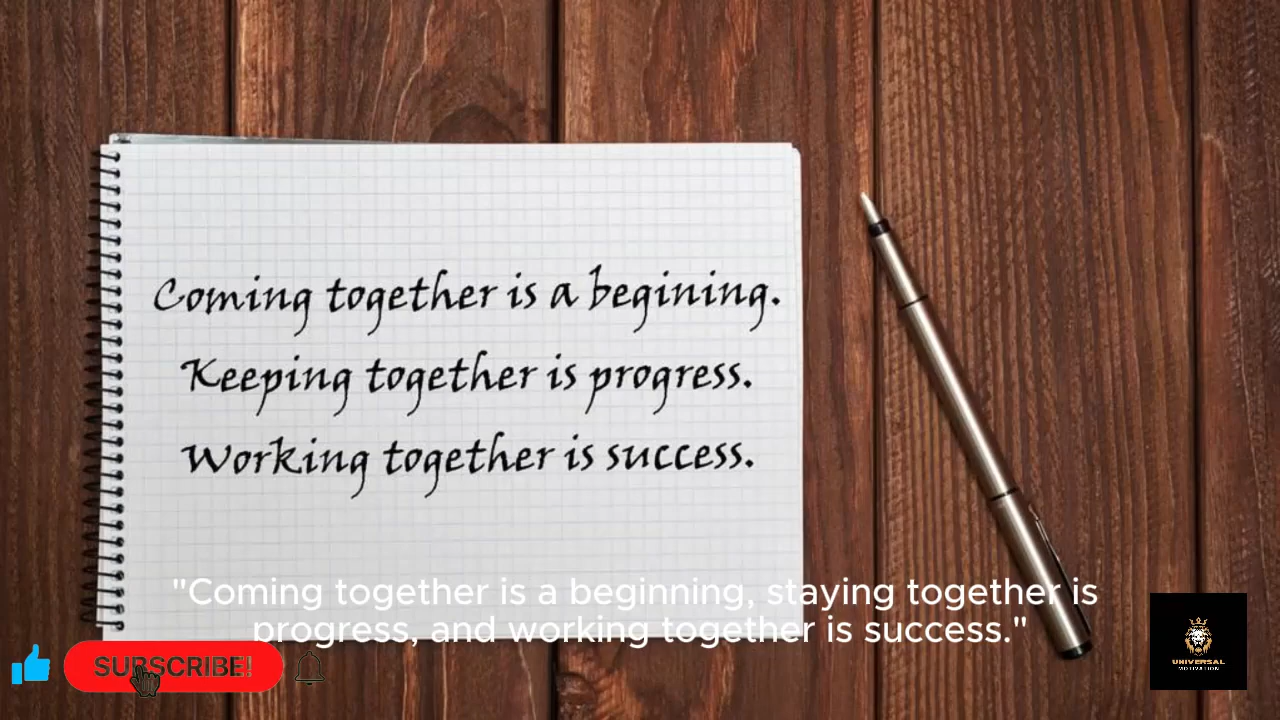 Coming together is a begining.
Keeping together is progress.
Working together is success.
"Coming together is a beginning, staying together is
progress, and working together is success."
SUBSCRIBE!
UNIVERSAL
MOTIVATION